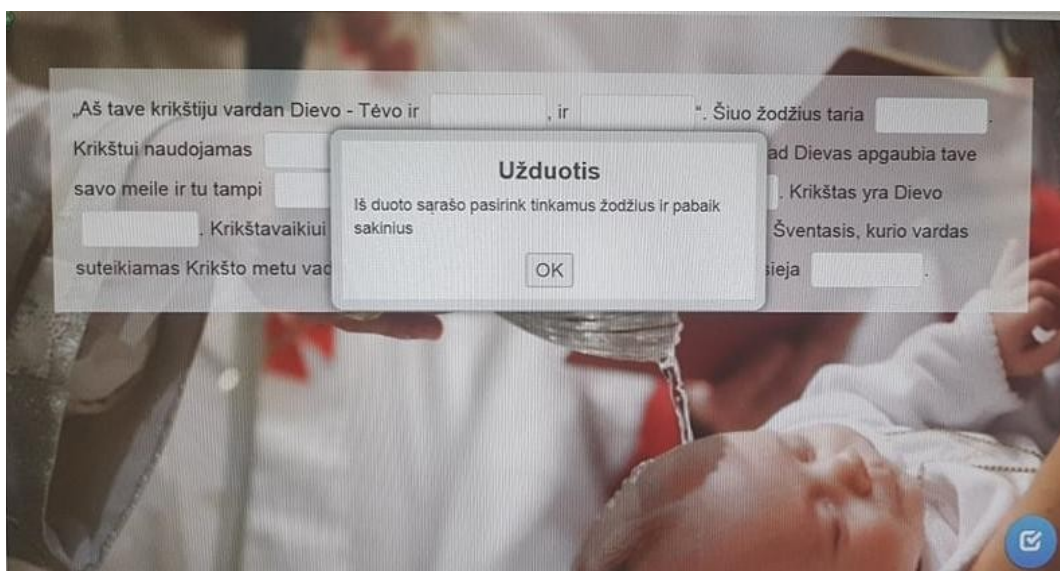 „Aš tave krikštiju vardan Dievo - Tėvo ir , ir “. Šiuo žodžius taria .
Krikštui naudojamas ad Dievas apgaubia tave
savo meile ir tu tampi . Krikštas yra Dievo
. Krikštavaikiui Šventasis, kurio vardas
suteikiamas Krikšto metu vad sieja .
Užduotis
Iš duoto sąrašo pasirink tinkamus žodžius ir pabaik
sakinius
OK